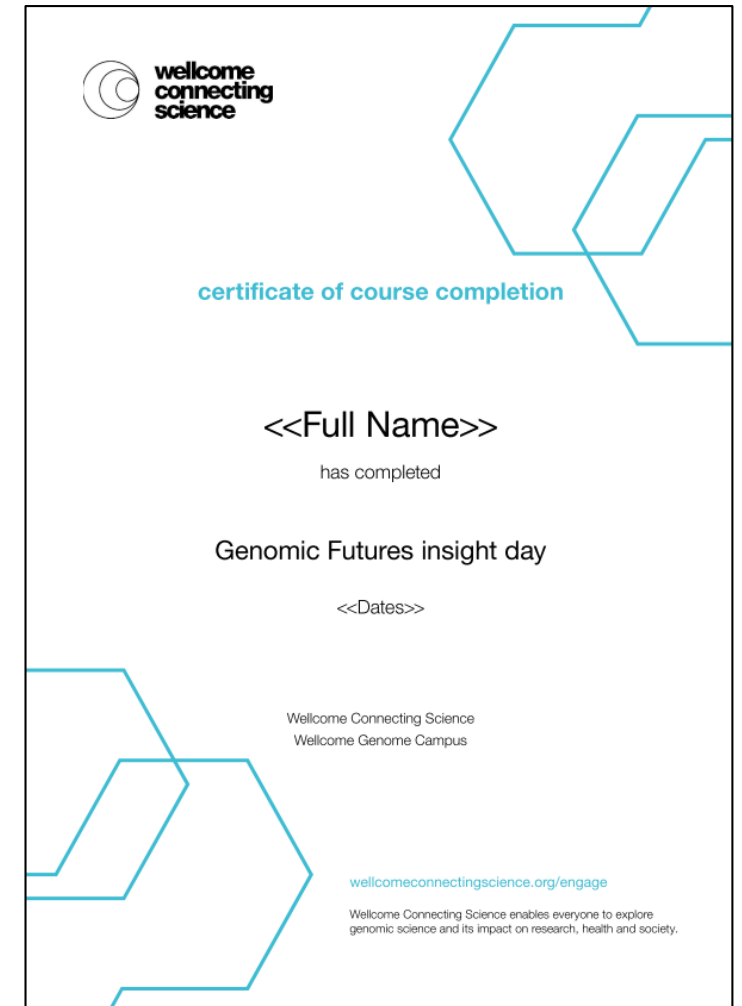 wellcome
connecting
science
certificate of course completion
<<Full Name>>
has completed
Genomic Futures insight day
<<Dates>>
Wellcome Connecting Science
Wellcome Genome Campus
wellcomeconnectingscience.org/engage
Wellcome Connecting Science enables everyone to explore
genomic science and its impact on research, health and society.